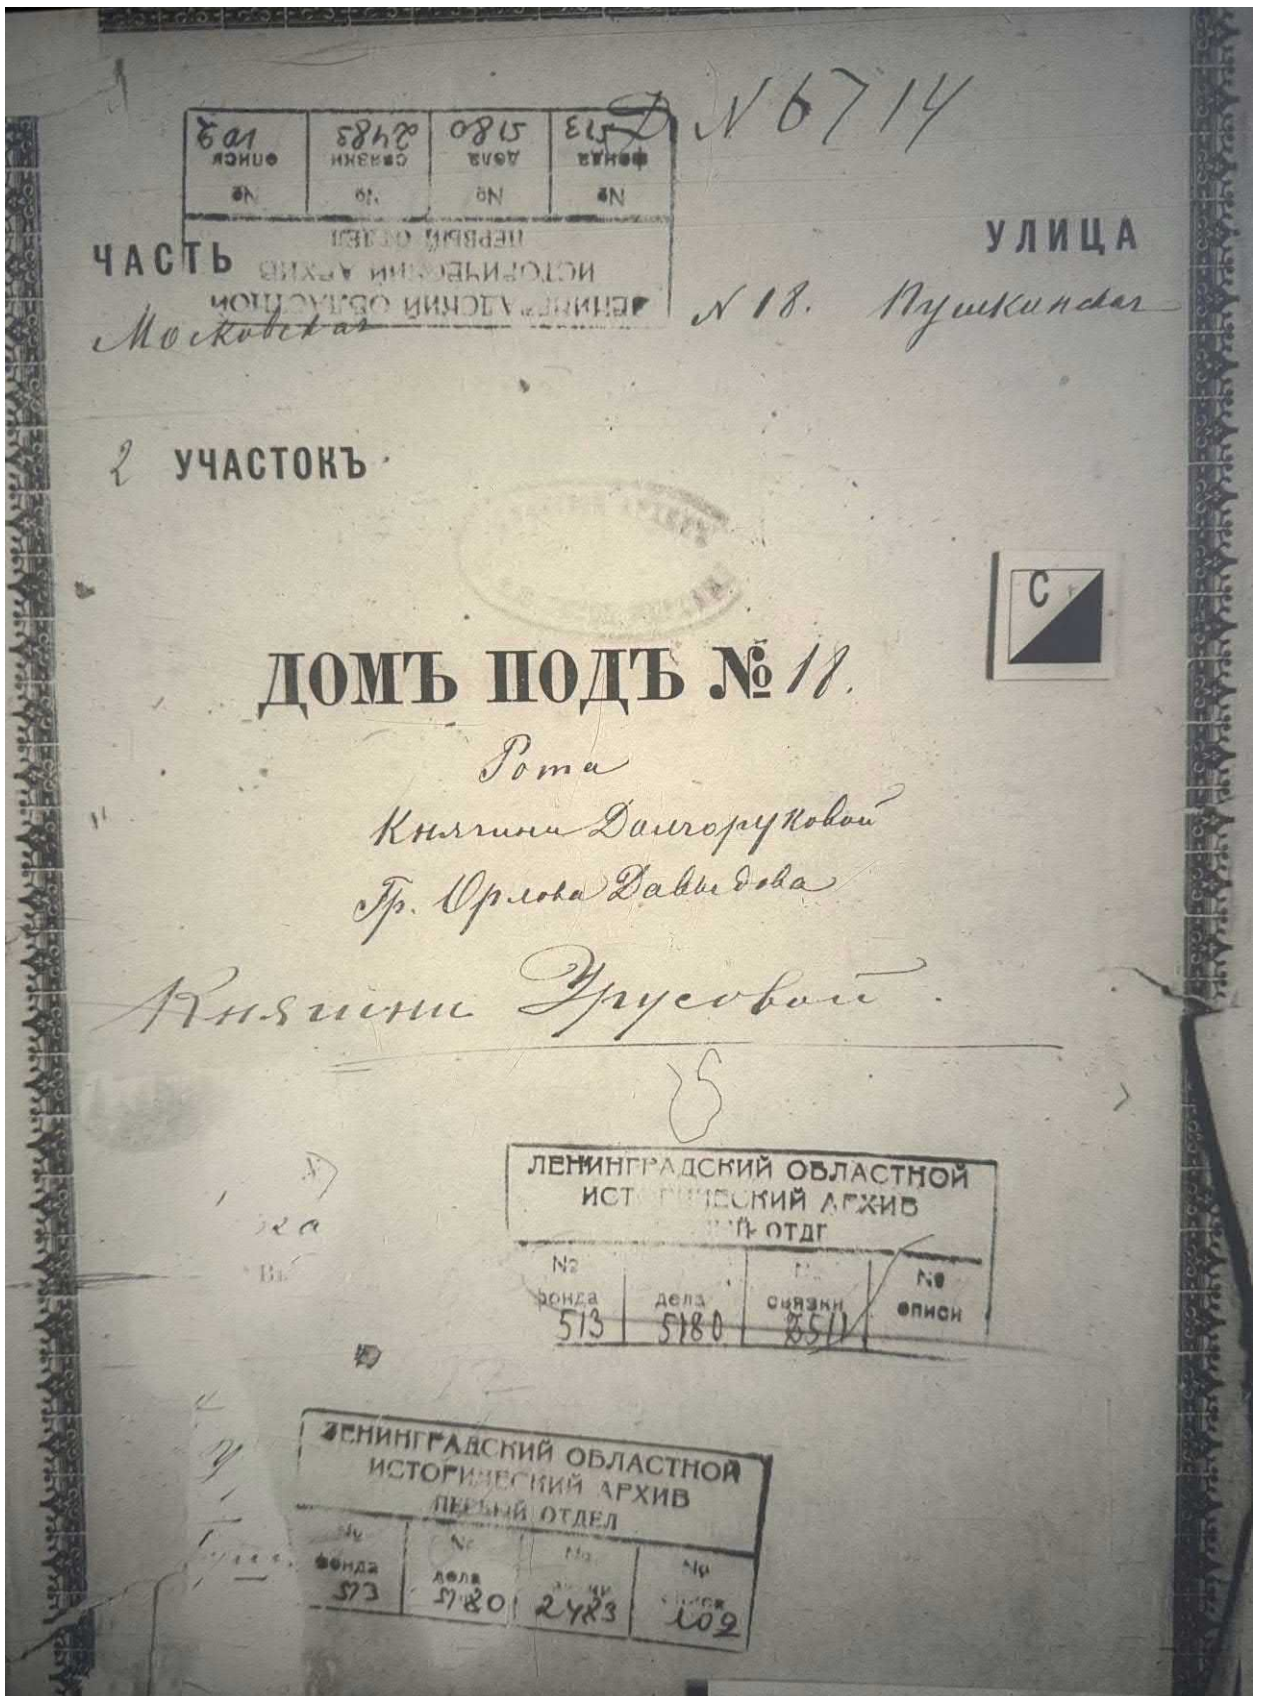 Д N 6714
№ фонда 513 № дела 5180 № связки 2483 № описи 102
ЛЕНИНГРАДСКИЙ ОБЛАСТНОЙ
ИСТОРИЧЕСКИЙ АРХИВ
ПЕРВЫЙ ОТДЕЛ
ЧАСТЬ
УЛИЦА
Московская
N 18. Пушкинская
2 УЧАСТОКЪ
С
ДОМЪ ПОДЪ № 18.
Рота
Княгини Долгоруковой
Гр. Орлова Давыдова
Княгини Урусовой
ЛЕНИНГРАДСКИЙ ОБЛАСТНОЙ
ИСТОРИЧЕСКИЙ АРХИВ
ОТДЕЛ
№ фонда дела связки № описи
513 5180
ЛЕНИНГРАДСКИЙ ОБЛАСТНОЙ
ИСТОРИЧЕСКИЙ АРХИВ
ПЕРВЫЙ ОТДЕЛ
№ № № №
фонда дела связки описи
513 5180 2483 102